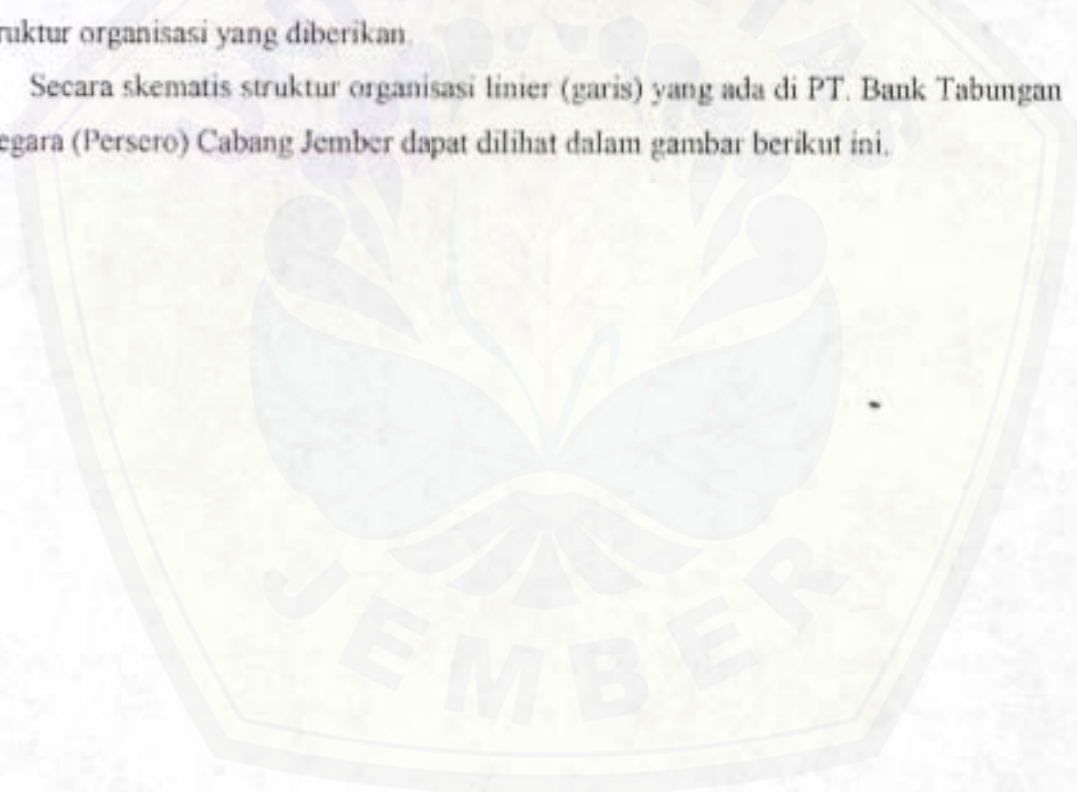 ruktur organisasi yang diberikan.
Secara skematis struktur organisasi linier (garis) yang ada di PT. Bank Tabungan
egara (Persero) Cabang Jember dapat dilihat dalam gambar berikut ini.
JEMBER